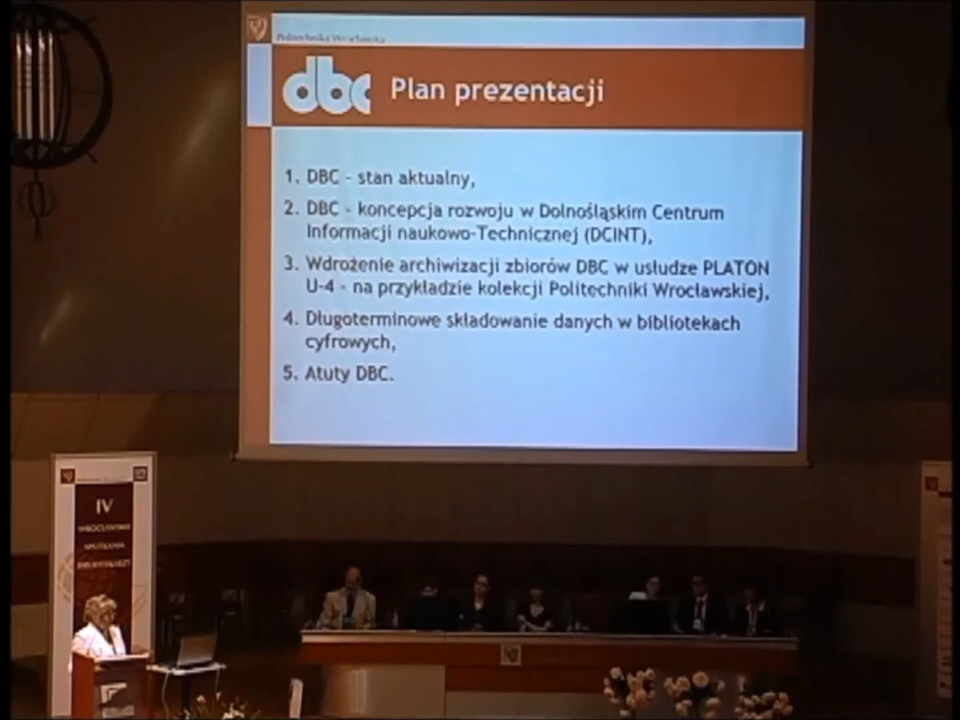 Politechnika Wrocławska
dbc Plan prezentacji
1. DBC - stan aktualny,
2. DBC - koncepcja rozwoju w Dolnośląskim Centrum
Informacji naukowo-Technicznej (DCINT),
3. Wdrożenie archiwizacji zbiorów DBC w usłudze PLATON
U-4 - na przykładzie kolekcji Politechniki Wrocławskiej,
4. Długoterminowe składowanie danych w bibliotekach
cyfrowych,
5. Atuty DBC.
IV
WROCŁAWSKIE
SPOTKANIA
BIBLIOTEKARZY